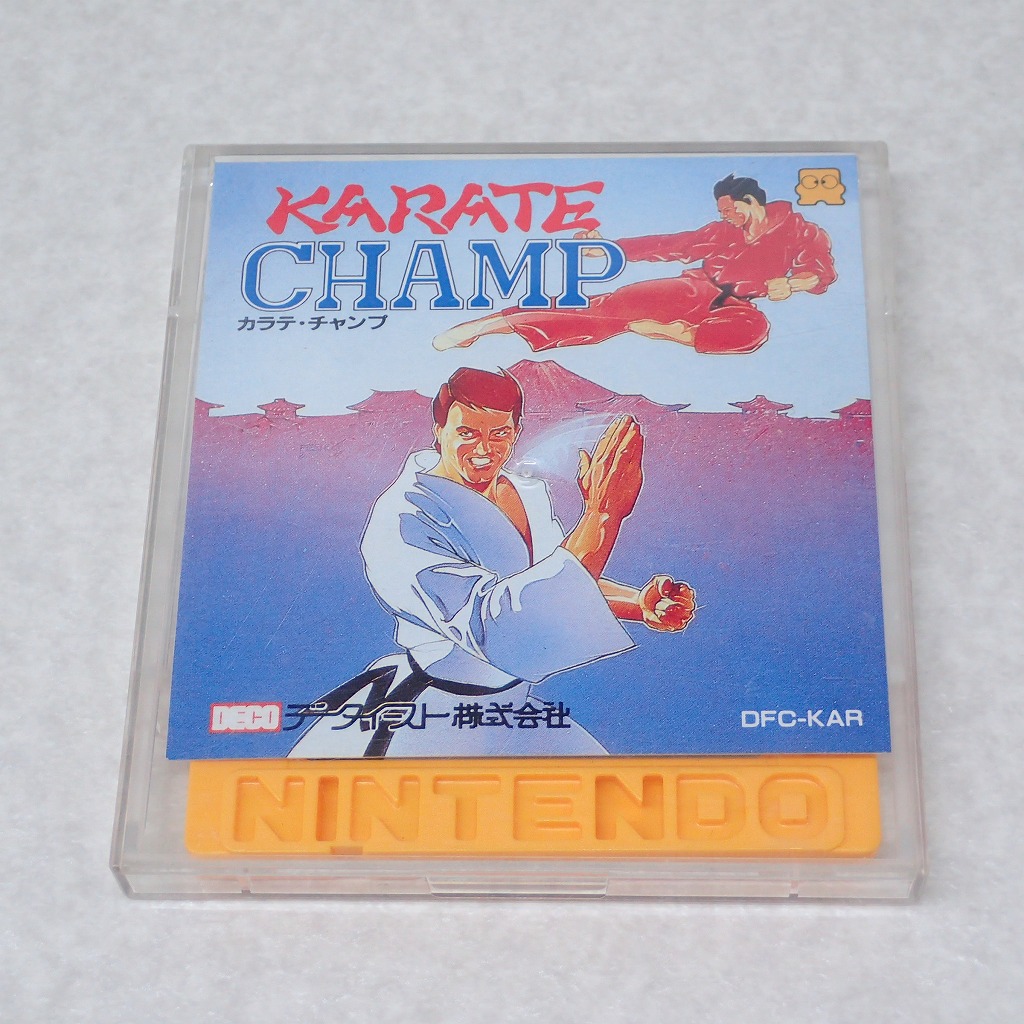 KARATE
CHAMP
カラテ・チャンプ
DECO データイースト株式会社
DFC-KAR
NINTENDO